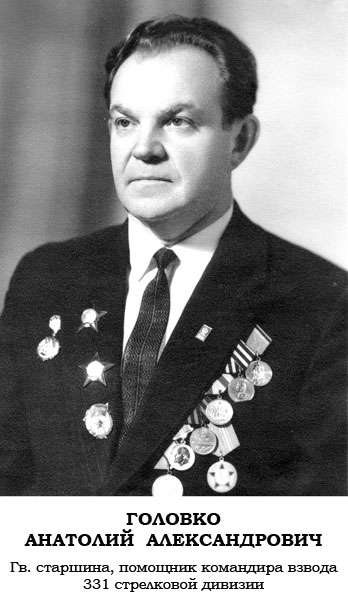 ГОЛОВКО
АНАТОЛИЙ АЛЕКСАНДРОВИЧ
Гв. старшина, помощник командира взвода
331 стрелковой дивизии